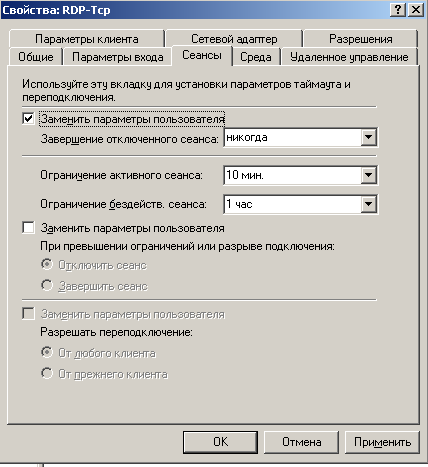 Свойства: RDP-Tcp
Параметры клиента Сетевой адаптер Разрешения
Общие Параметры входа Сеансы Среда Удаленное управление
Используйте эту вкладку для установки параметров таймаута и
переподключения.
Заменить параметры пользователя
Завершение отключенного сеанса: никогда
Ограничение активного сеанса: 10 мин.
Ограничение бездейств. сеанса: 1 час
Заменить параметры пользователя
При превышении ограничений или разрыве подключения:
Отключить сеанс
Завершить сеанс
Заменить параметры пользователя
Разрешать переподключение:
От любого клиента
От прежнего клиента
OK Отмена Применить